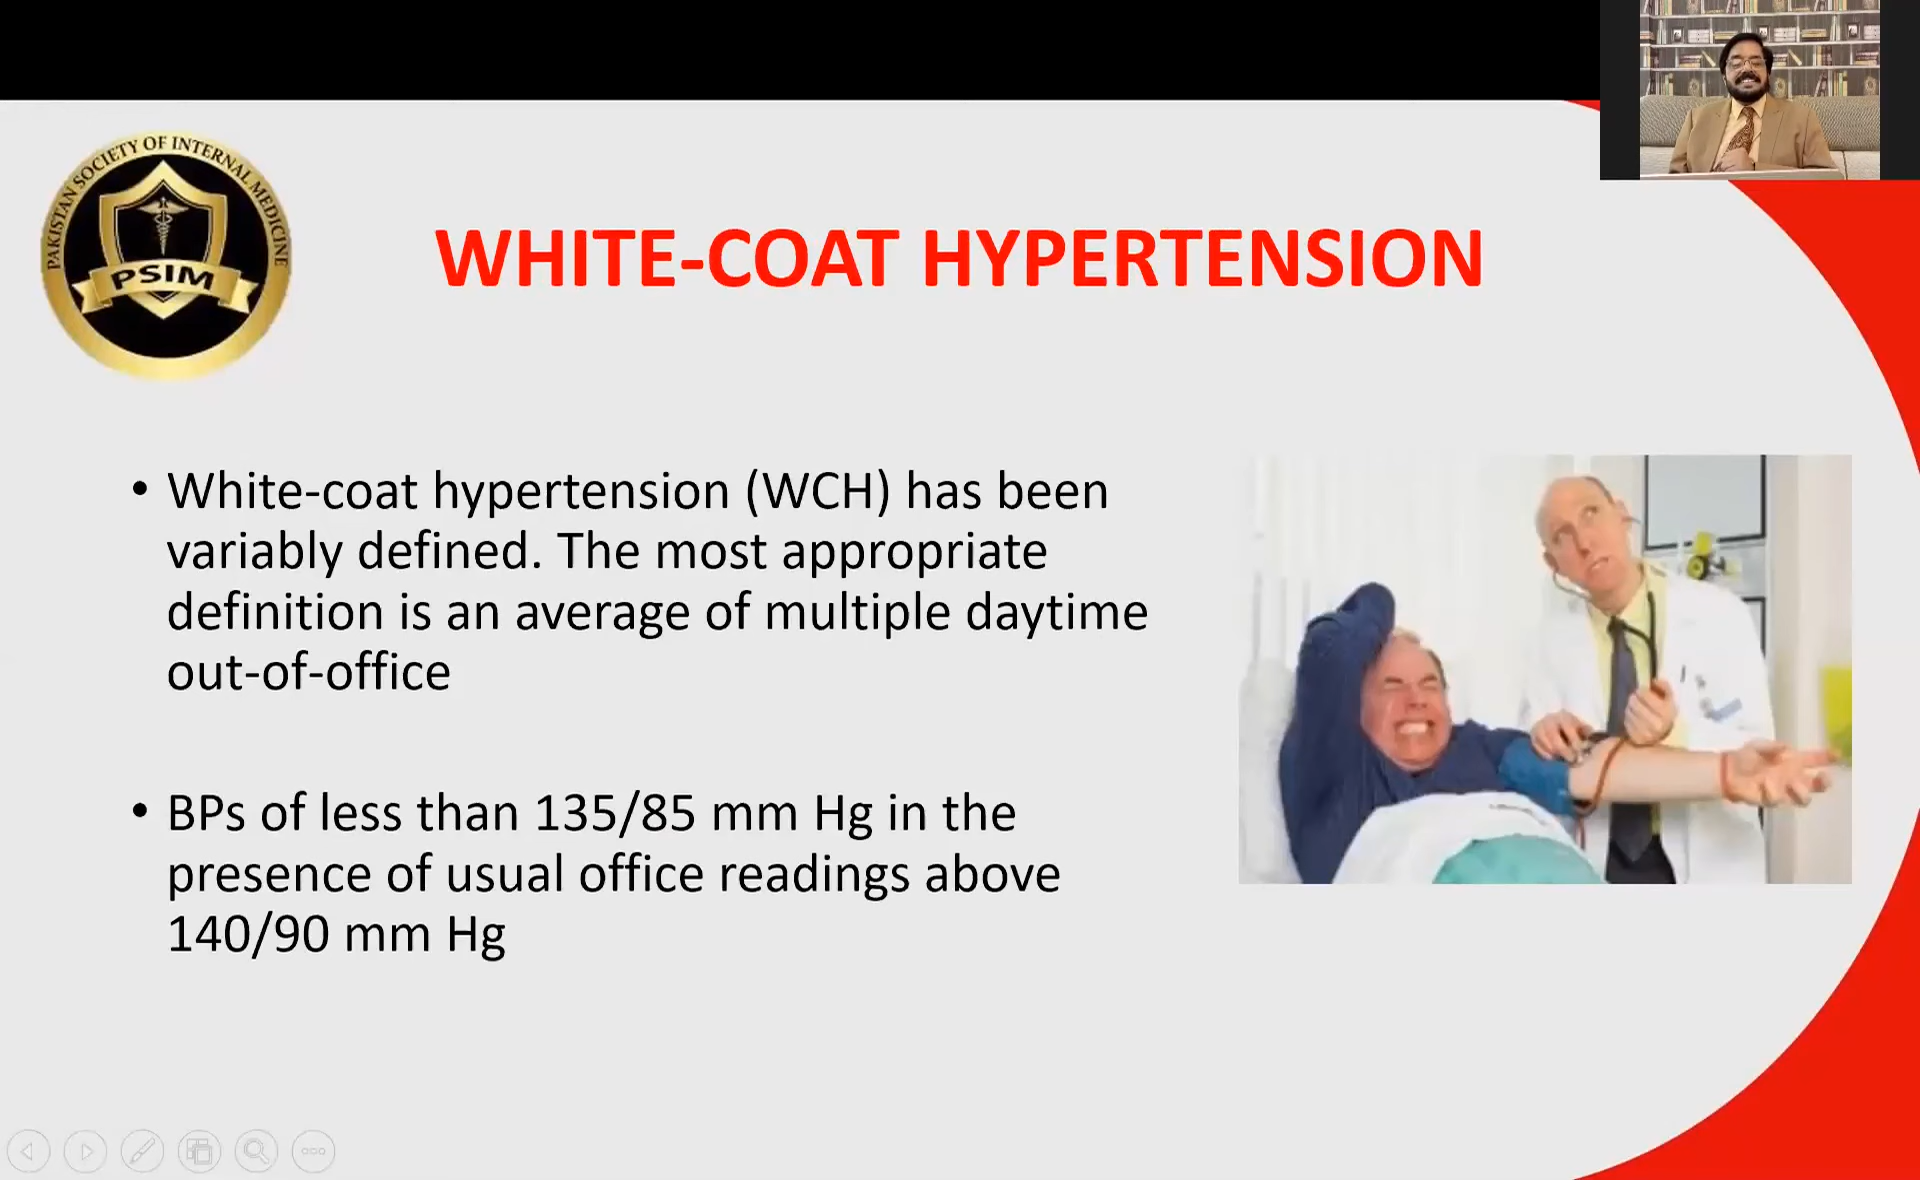 PAKISTAN SOCIETY OF INTERNAL MEDICINE
PSIM
WHITE-COAT HYPERTENSION
• White-coat hypertension (WCH) has been
variably defined. The most appropriate
definition is an average of multiple daytime
out-of-office
• BPs of less than 135/85 mm Hg in the
presence of usual office readings above
140/90 mm Hg